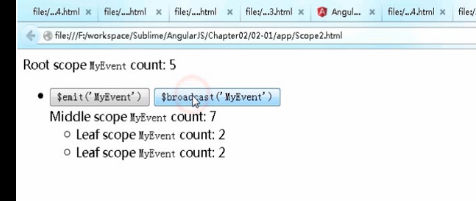 file:/...4.html × file:/...html × file:/...html × file:/...3.html × Angul... × file:/...4.html × file:/
file:///F:/workspace/Sublime/AngularJS/Chapter02/02-01/app/Scope2.html
Root scope MyEvent count: 5
$emit('MyEvent') $broadcast('MyEvent')
Middle scope MyEvent count: 7
Leaf scope MyEvent count: 2
Leaf scope MyEvent count: 2